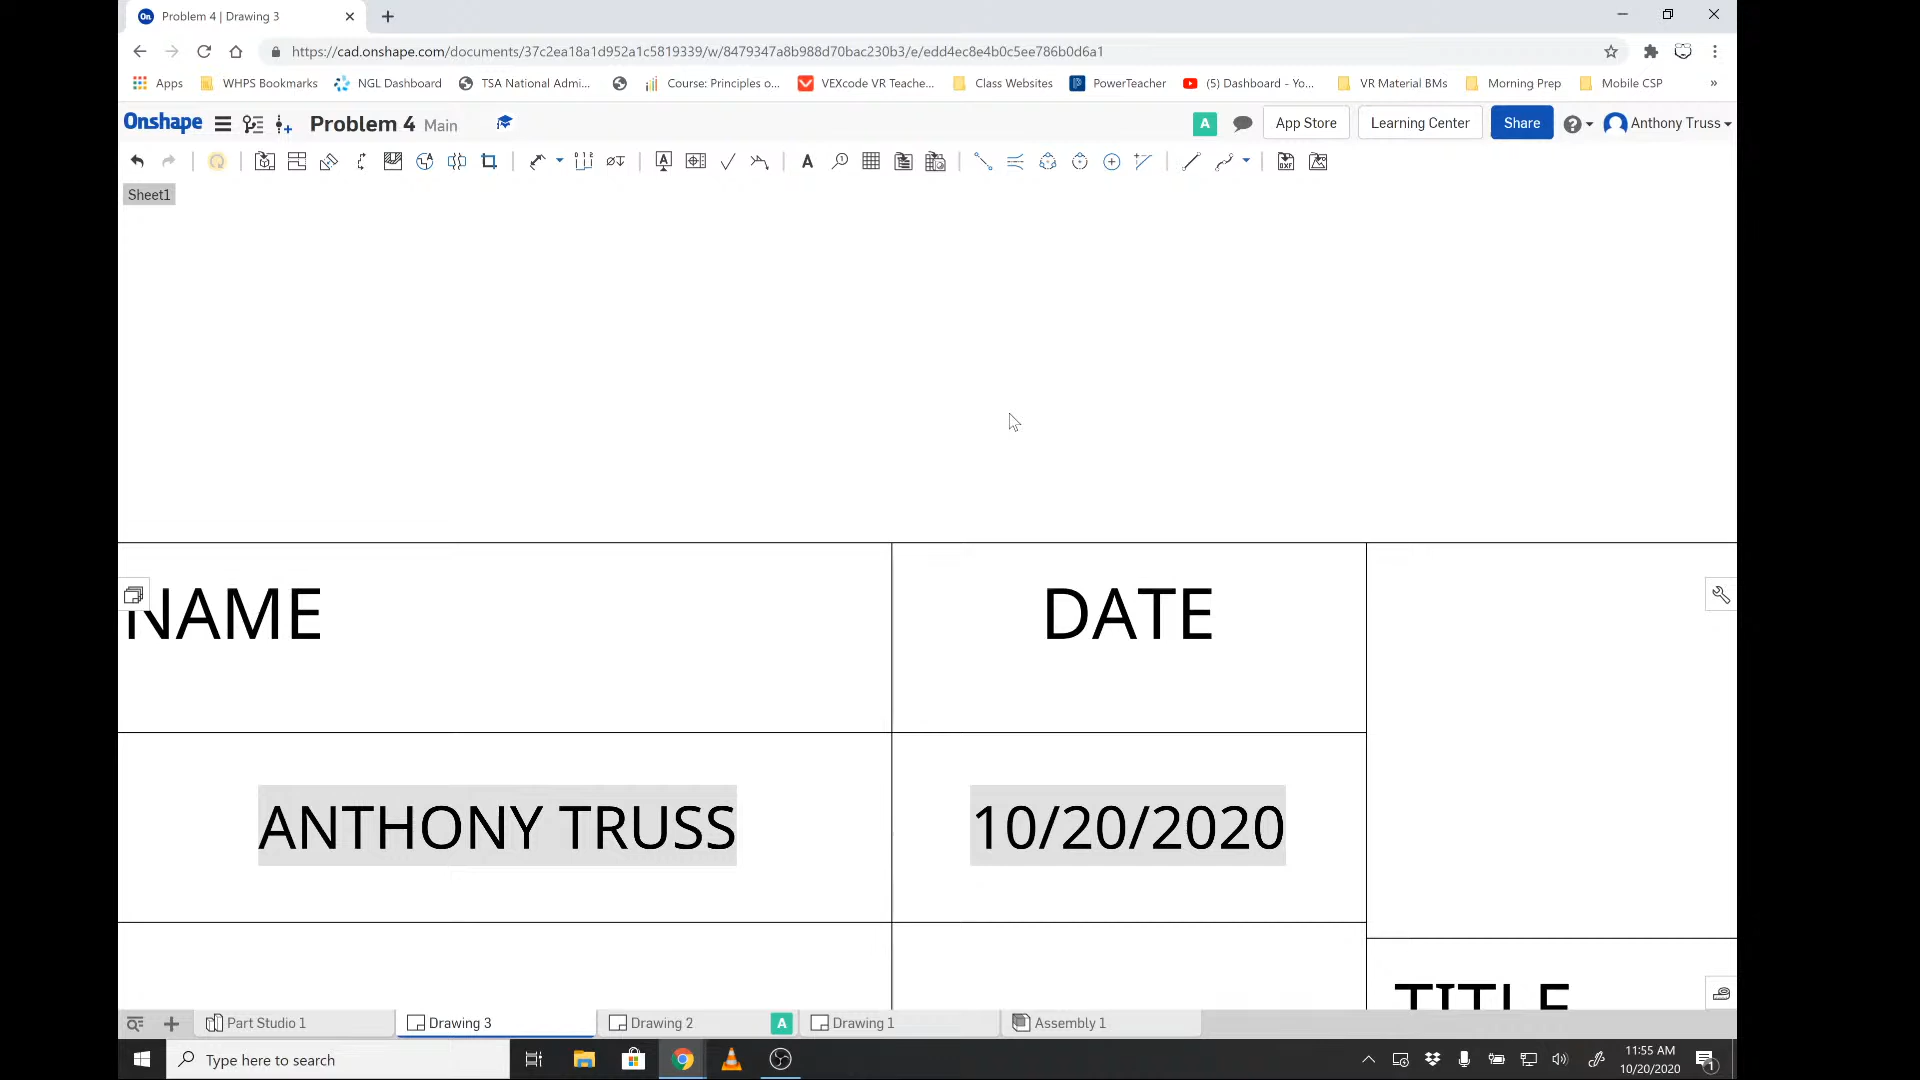 Problem 4 | Drawing 3
https://cad.onshape.com/documents/37c2ea18a1d952a1c5819339/w/8479347a8b988d70bac230b3/e/edd4ec8e4b0c5ee786b0d6a1
Apps WHPS Bookmarks NGL Dashboard TSA National Admi... Course: Principles o... VEXcode VR Teache... Class Websites PowerTeacher (5) Dashboard - Yo... VR Material BMs Morning Prep Mobile CSP »
Onshape Problem 4 Main A App Store Learning Center Share Anthony Truss
Sheet1
NAME DATE
ANTHONY TRUSS 10/20/2020
TITLE
Part Studio 1 Drawing 3 Drawing 2 A Drawing 1 Assembly 1
Type here to search
11:55 AM
10/20/2020
1